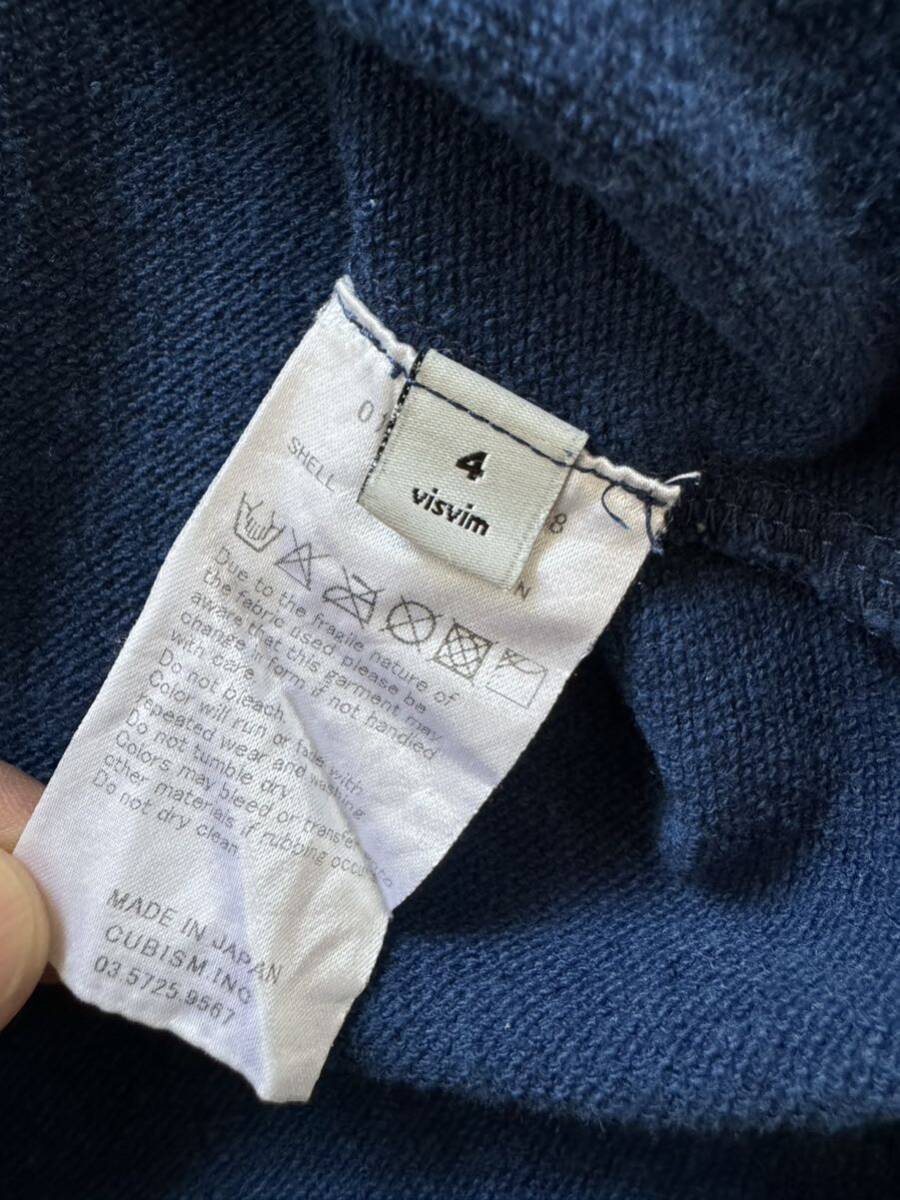 4
visvim
01
SHELL
8
N
Due to the fragile nature of
the fabric used please be
aware that this garment may
change in form if not handled
with care.
Do not bleach.
Color will run or fade with
repeated wear and washing
Do not tumble dry
Colors may bleed or transfer to
other materials if rubbing occurs
Do not dry clean
MADE IN JAPAN
CUBISM INC
03 5725 9567